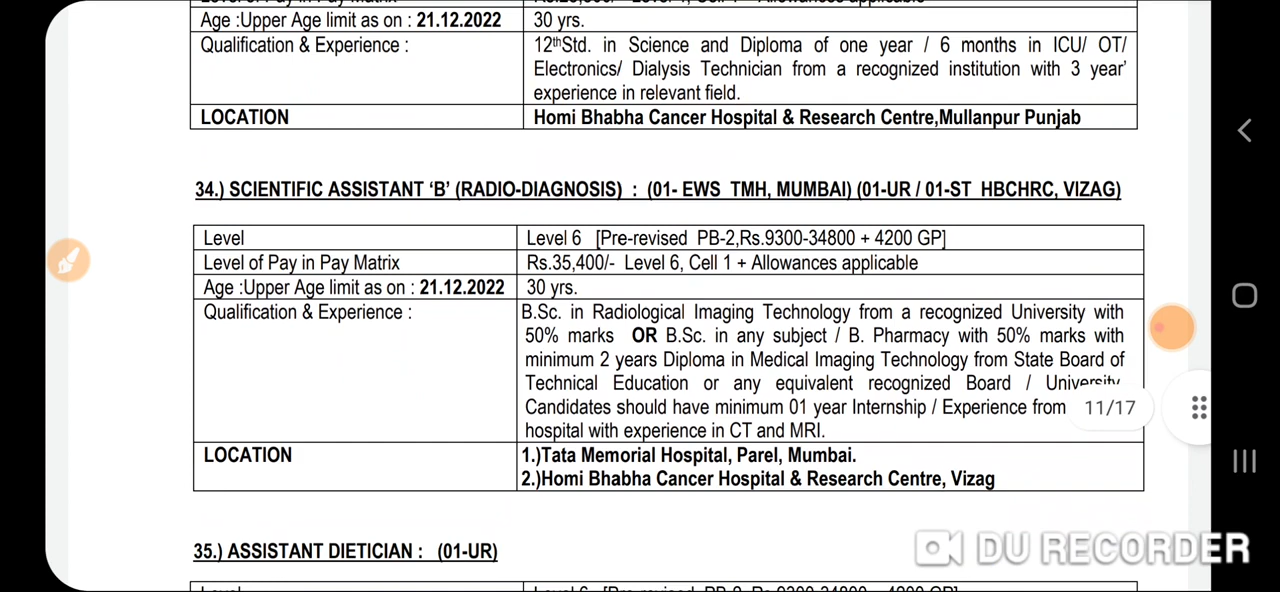 Age :Upper Age limit as on : 21.12.2022 30 yrs.
Qualification & Experience : 12thStd. in Science and Diploma of one year / 6 months in ICU/ OT/
Electronics/ Dialysis Technician from a recognized institution with 3 year'
experience in relevant field.
LOCATION Homi Bhabha Cancer Hospital & Research Centre,Mullanpur Punjab
34.) SCIENTIFIC ASSISTANT 'B' (RADIO-DIAGNOSIS) : (01- EWS TMH, MUMBAI) (01-UR / 01-ST HBCHRC, VIZAG)
Level Level 6 [Pre-revised PB-2,Rs.9300-34800 + 4200 GP]
Level of Pay in Pay Matrix Rs.35,400/- Level 6, Cell 1 + Allowances applicable
Age :Upper Age limit as on : 21.12.2022 30 yrs.
Qualification & Experience : B.Sc. in Radiological Imaging Technology from a recognized University with
50% marks OR B.Sc. in any subject / B. Pharmacy with 50% marks with
minimum 2 years Diploma in Medical Imaging Technology from State Board of
Technical Education or any equivalent recognized Board / University.
Candidates should have minimum 01 year Internship / Experience from
11/17
hospital with experience in CT and MRI.
LOCATION 1.)Tata Memorial Hospital, Parel, Mumbai.
2.)Homi Bhabha Cancer Hospital & Research Centre, Vizag
DU RECORDER
35.) ASSISTANT DIETICIAN : (01-UR)